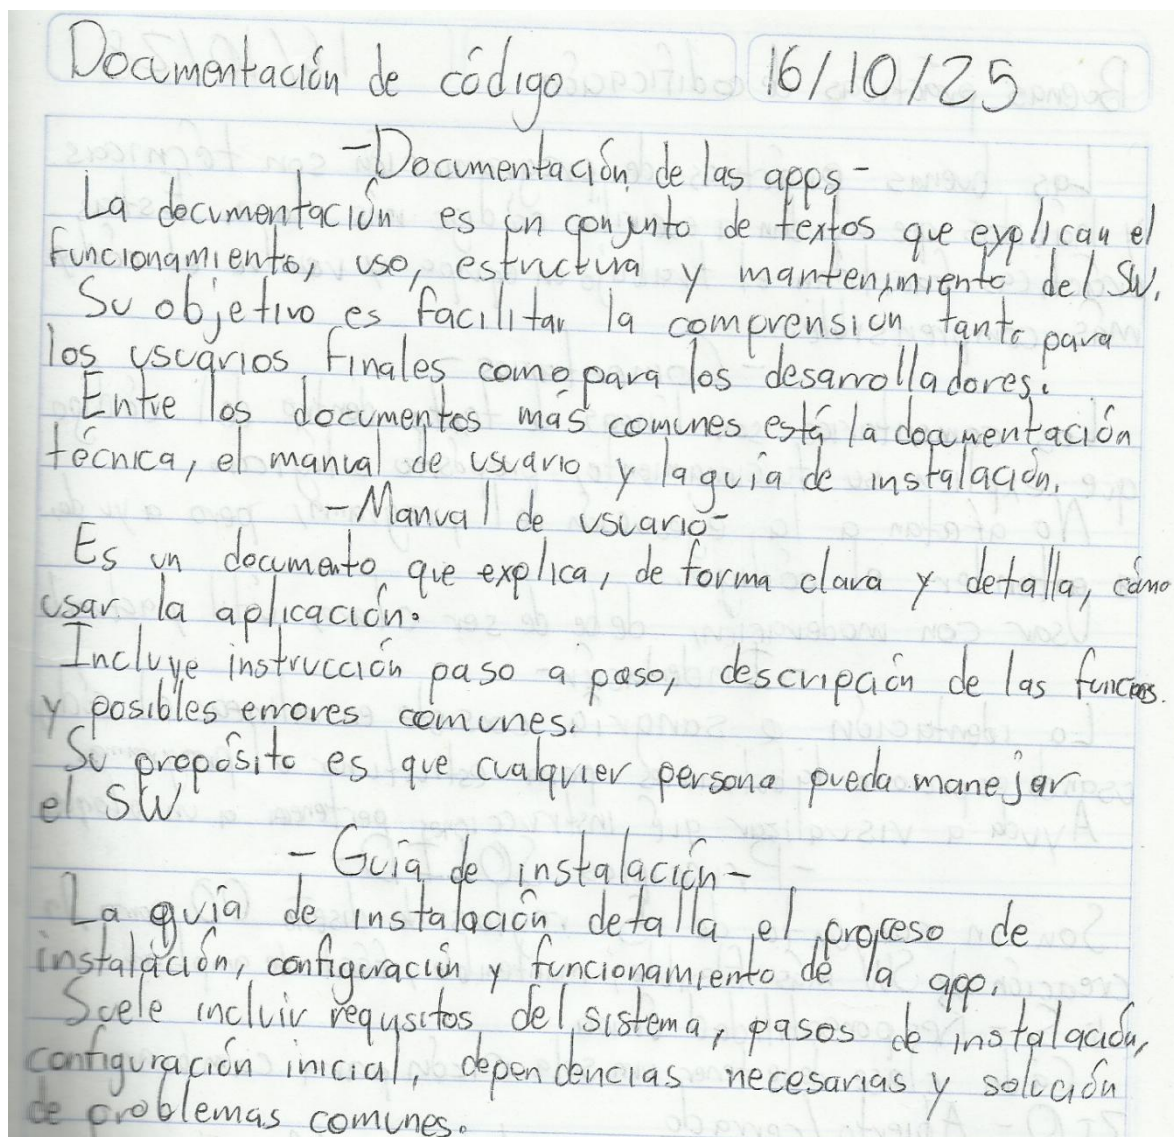 Documentación de código 16/10/25
-Documentación de las apps-
La documentación es un conjunto de textos que explican el
funcionamiento, uso, estructura y mantenimiento del SW.
Su objetivo es facilitar la comprension tanto para
los usuarios finales como para los desarrolladores.
Entre los documentos más comunes está la documentación
técnica, el manual de usuario y la guía de instalación.
-Manual de usuario-
Es un documento que explica, de forma clara y detalla, cómo
usar la aplicación.
Incluye instrucción paso a paso, descripción de las funciones
y posibles errores comunes.
Su propósito es que cualquier persona pueda manejar
el SW
-Guía de instalación-
La guía de instalación detalla el proceso de
instalación, configuración y funcionamiento de la app.
Suele incluir requsitos del sistema, pasos de instalación,
configuración inicial, dependencias necesarias y solución
de problemas comunes.